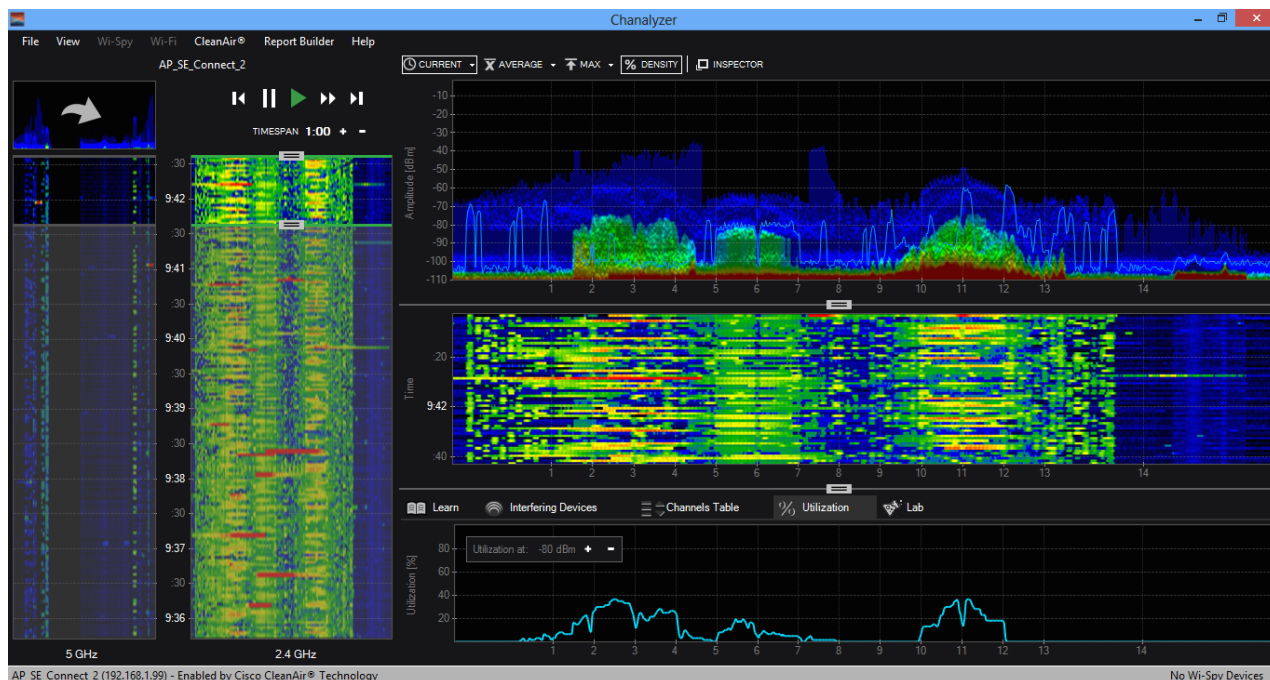 Chanalyzer
File View Wi-Spy Wi-Fi CleanAir® Report Builder Help
AP_SE_Connect_2
TIMESPAN 1:00 + -
:30
9:42
:30
9:41
:30
9:40
:30
9:39
:30
9:38
:30
9:37
:30
9:36
5 GHz 2.4 GHz
CURRENT AVERAGE MAX % DENSITY INSPECTOR
Amplitude [dBm]
-10
-20
-30
-40
-50
-60
-70
-80
-90
-100
-110
1 2 3 4 5 6 7 8 9 10 11 12 13 14
Time
:20
9:42
:40
1 2 3 4 5 6 7 8 9 10 11 12 13 14
Learn Interfering Devices Channels Table Utilization Lab
Utilization at: -80 dBm + -
Utilization [%]
80
60
40
20
1 2 3 4 5 6 7 8 9 10 11 12 13 14
AP_SE_Connect_2 (192.168.1.99) - Enabled by Cisco CleanAir® Technology No Wi-Spy Devices